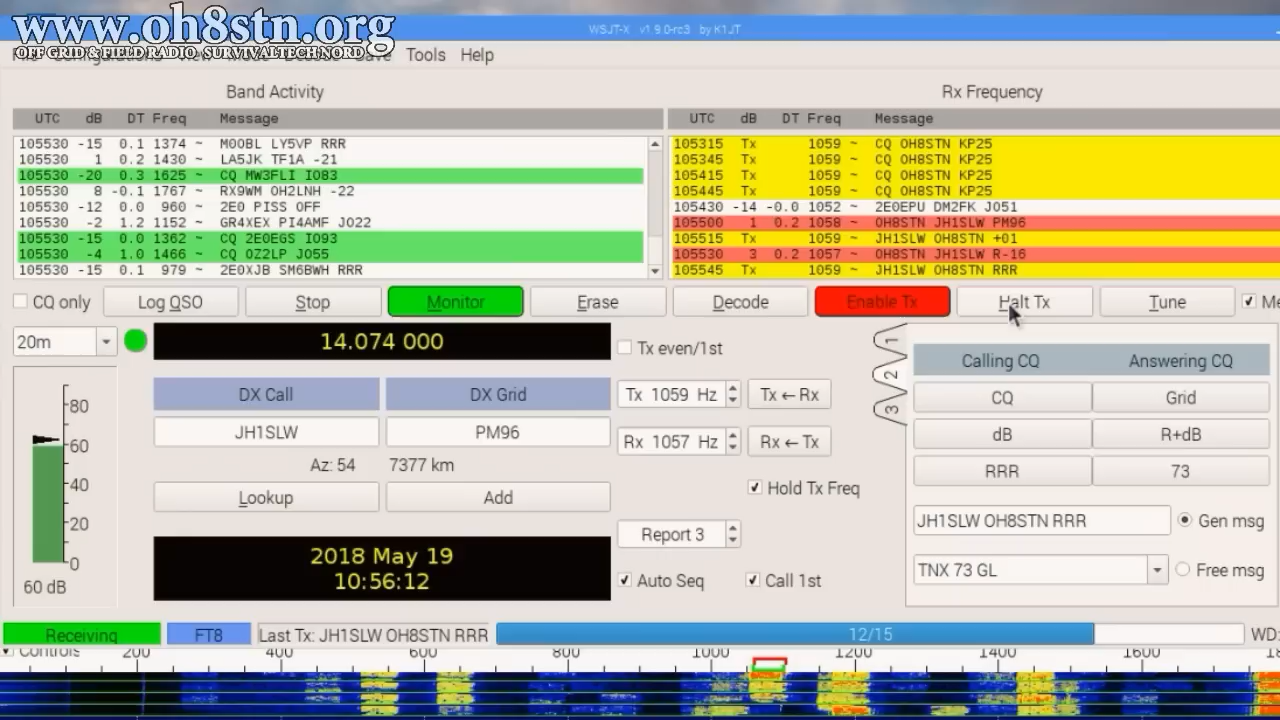 www.oh8stn.org
OFF GRID & FIELD RADIO SURVIVALTECHNORD
WSJT-X v1.9.0-rc3 by K1JT
Tools Help
Band Activity
UTC dB DT Freq Message
105530 -15 0.1 1374 ~ M0OBL LY5VP RRR
105530 1 0.2 1430 ~ LA5JK TF1A -21
105530 -20 0.3 1625 ~ CQ MW3FLI IO83
105530 8 -0.1 1767 ~ RX9WM OH2LNH -22
105530 -12 0.0 960 ~ 2E0 PISS OFF
105530 -2 1.2 1152 ~ GR4XEX PI4AMF JO22
105530 -15 0.0 1362 ~ CQ 2E0EGS IO93
105530 -4 1.0 1466 ~ CQ OZ2LP JO55
105530 -15 0.1 979 ~ 2E0XJB SM6BWH RRR
Rx Frequency
UTC dB DT Freq Message
105315 Tx 1059 ~ CQ OH8STN KP25
105345 Tx 1059 ~ CQ OH8STN KP25
105415 Tx 1059 ~ CQ OH8STN KP25
105445 Tx 1059 ~ CQ OH8STN KP25
105430 -14 -0.0 1052 ~ 2E0EPU DM2FK JO51
105500 1 0.2 1058 ~ OH8STN JH1SLW PM96
105515 Tx 1059 ~ JH1SLW OH8STN +01
105530 3 0.2 1057 ~ OH8STN JH1SLW R-16
105545 Tx 1059 ~ JH1SLW OH8STN RRR
CQ only Log QSO Stop Monitor Erase Decode Enable Tx Halt Tx Tune
20m
14.074 000
Tx even/1st
DX Call DX Grid
Tx 1059 Hz Tx ← Rx
JH1SLW PM96
Rx 1057 Hz Rx ← Tx
Az: 54 7377 km
Hold Tx Freq
Lookup Add
Report 3
2018 May 19
10:56:12
Auto Seq Call 1st
80
60
40
20
0
60 dB
1
2
3
Calling CQ Answering CQ
CQ Grid
dB R+dB
RRR 73
JH1SLW OH8STN RRR Gen msg
TNX 73 GL Free msg
Receiving FT8 Last Tx: JH1SLW OH8STN RRR 12/15 WD:
Controls 200 400 600 800 1000 1200 1400 1600